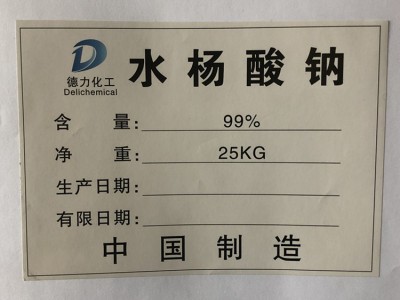 德力化工
Delichemical
水杨酸钠
含 量: 99%
净 重: 25KG
生产日期:
有限日期:
中国制造